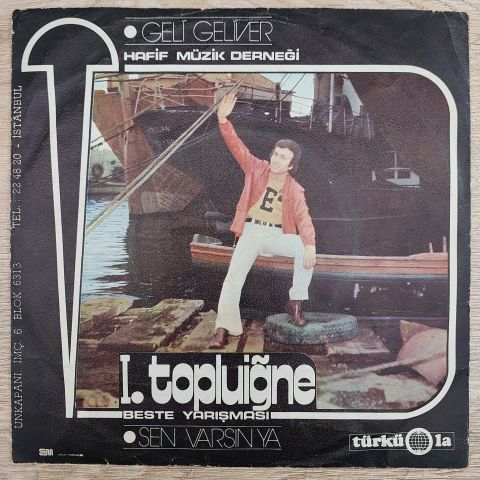 • GELİ GELİVER
HAFİF MÜZİK DERNEĞİ
UNKAPANI İMÇ. 6 BLOK 6313 TEL.: 22 48 20 - İSTANBUL
E
I. topluiğne
BESTE YARIŞMASI
• SEN VARSIN YA
türkü la